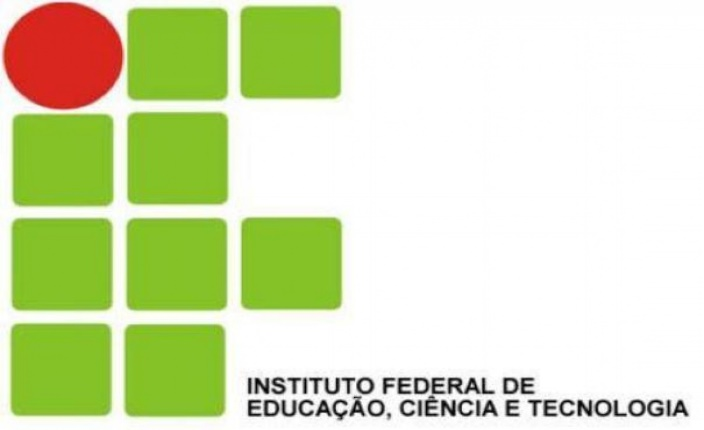 INSTITUTO FEDERAL DE
EDUCAÇÃO, CIÊNCIA E TECNOLOGIA